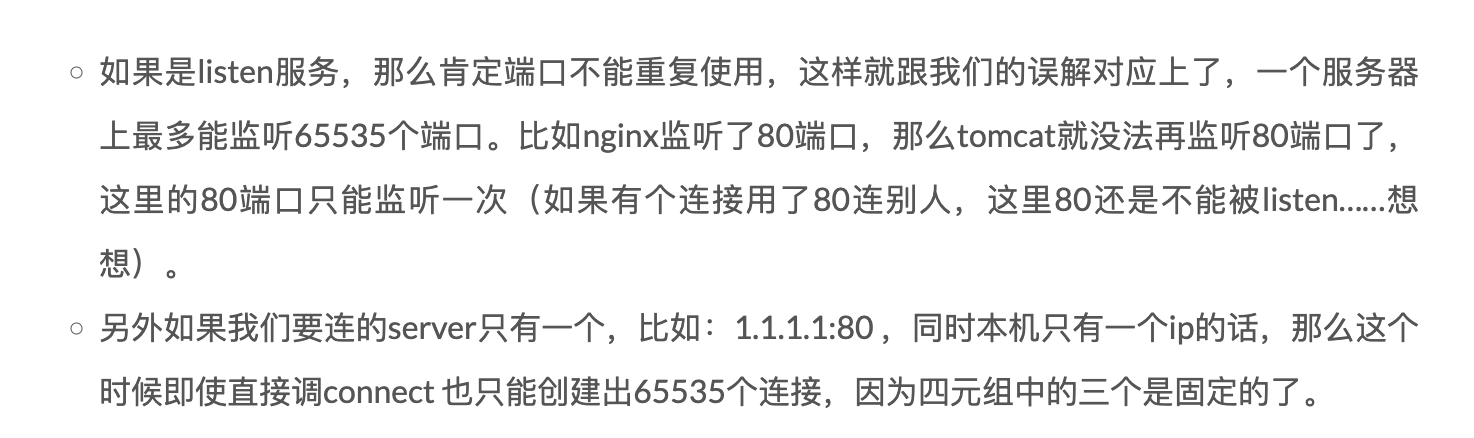 如果是listen服务，那么肯定端口不能重复使用，这样就跟我们的误解对应上了，一个服务器
上最多能监听65535个端口。比如nginx监听了80端口，那么tomcat就没法再监听80端口了，
这里的80端口只能监听一次（如果有个连接用了80连别人，这里80还是不能被listen……想
想）。
另外如果我们要连的server只有一个，比如：1.1.1.1:80 ，同时本机只有一个ip的话，那么这个
时候即使直接调connect 也只能创建出65535个连接，因为四元组中的三个是固定的了。